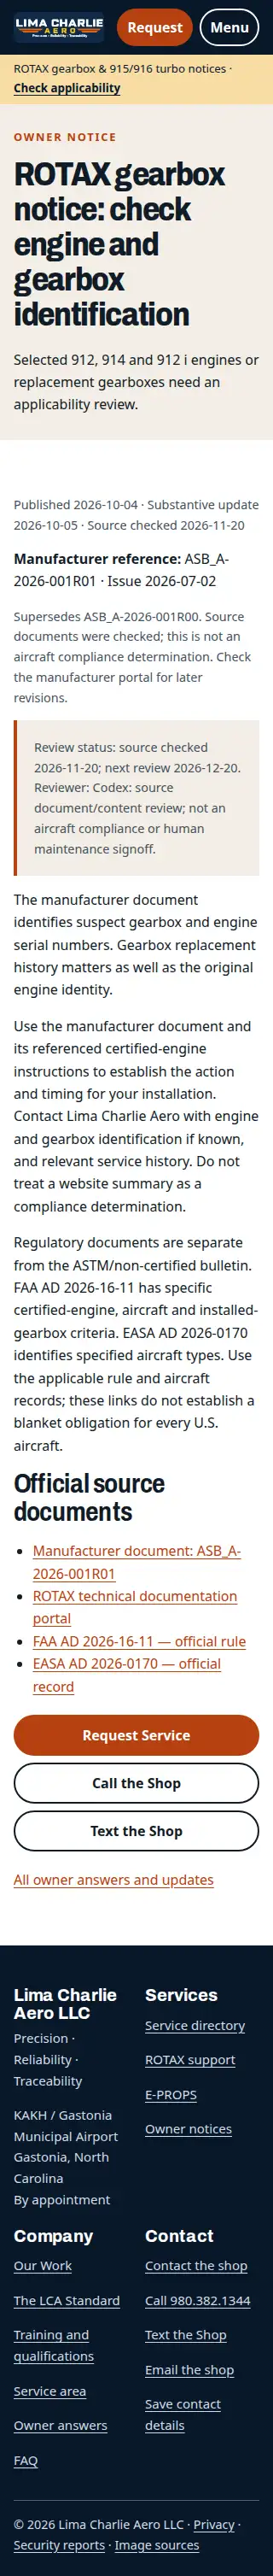 LIMA CHARLIE
AERO
Precision · Reliability · Traceability
Request
Menu
ROTAX gearbox & 915/916 turbo notices ·
Check applicability
OWNER NOTICE
ROTAX gearbox
notice: check
engine and
gearbox
identification
Selected 912, 914 and 912 i engines or
replacement gearboxes need an
applicability review.
Published 2026-10-04 · Substantive update
2026-10-05 · Source checked 2026-11-20
Manufacturer reference: ASB_A-
2026-001R01 · Issue 2026-07-02
Supersedes ASB_A-2026-001R00. Source
documents were checked; this is not an
aircraft compliance determination. Check
the manufacturer portal for later
revisions.
Review status: source checked
2026-11-20; next review 2026-12-20.
Reviewer: Codex: source
document/content review; not an
aircraft compliance or human
maintenance signoff.
The manufacturer document
identifies suspect gearbox and engine
serial numbers. Gearbox replacement
history matters as well as the original
engine identity.
Use the manufacturer document and
its referenced certified-engine
instructions to establish the action
and timing for your installation.
Contact Lima Charlie Aero with engine
and gearbox identification if known,
and relevant service history. Do not
treat a website summary as a
compliance determination.
Regulatory documents are separate
from the ASTM/non-certified bulletin.
FAA AD 2026-16-11 has specific
certified-engine, aircraft and installed-
gearbox criteria. EASA AD 2026-0170
identifies specified aircraft types. Use
the applicable rule and aircraft
records; these links do not establish a
blanket obligation for every U.S.
aircraft.
Official source
documents
Manufacturer document: ASB_A-
2026-001R01
ROTAX technical documentation
portal
FAA AD 2026-16-11 — official rule
EASA AD 2026-0170 — official
record
Request Service
Call the Shop
Text the Shop
All owner answers and updates
Lima Charlie
Aero LLC
Precision ·
Reliability ·
Traceability
KAKH / Gastonia
Municipal Airport
Gastonia, North
Carolina
By appointment
Services
Service directory
ROTAX support
E-PROPS
Owner notices
Company
Our Work
The LCA Standard
Training and
qualifications
Service area
Owner answers
FAQ
Contact
Contact the shop
Call 980.382.1344
Text the Shop
Email the shop
Save contact
details
© 2026 Lima Charlie Aero LLC · Privacy ·
Security reports · Image sources